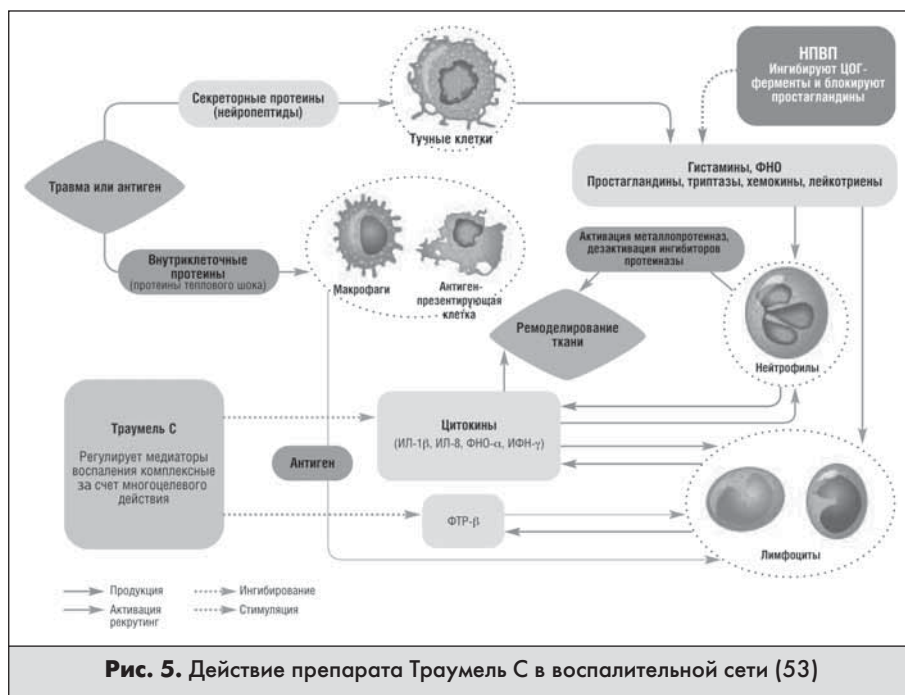 НПВП
Ингибируют ЦОГ-
ферменты и блокируют
простагландины
Секреторные протеины
(нейропептиды)
Тучные клетки
Травма или антиген
Гистамины, ФНО
Простагландины, триптазы, хемокины, лейкотриены
Внутриклеточные
протеины
(протеины теплового шока)
Макрофаги
Антиген-
презентирующая
клетка
Активация металлопротеиназ,
дезактивация ингибиторов
протеиназы
Ремоделирование
ткани
Нейтрофилы
Траумель С
Регулирует медиаторы
воспаления комплексные
за счет многоцелевого
действия
Цитокины
(ИЛ-1β, ИЛ-8, ФНО-α, ИФН-γ)
Антиген
ФТР-β
Лимфоциты
Продукция
Ингибирование
Активация
рекрутинг
Стимуляция
Рис. 5. Действие препарата Траумель С в воспалительной сети (53)